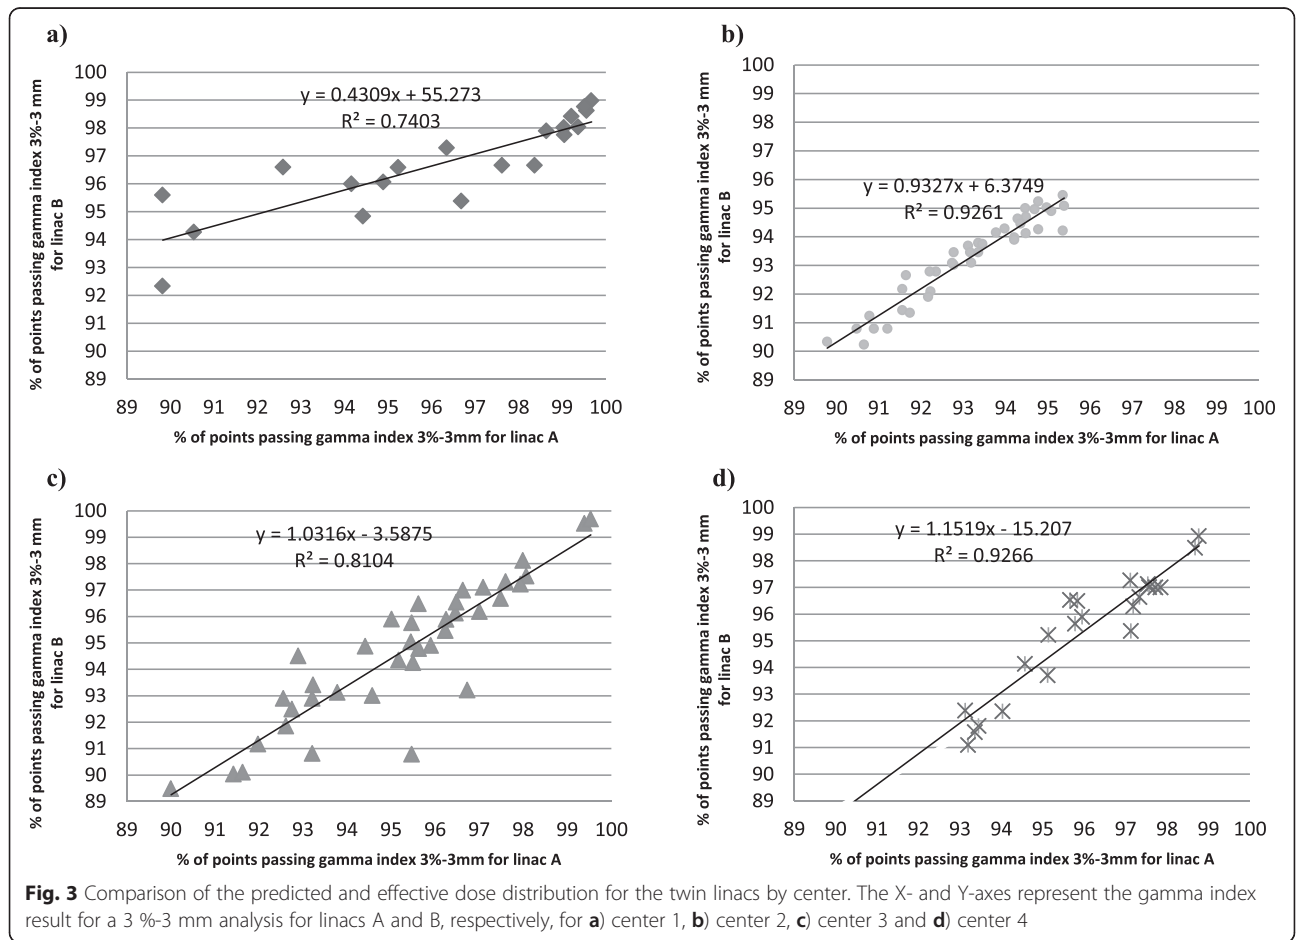 a)
% of points passing gamma index 3%-3 mm
for linac B
100
99
98
97
96
95
94
93
92
91
90
89
y = 0.4309x + 55.273
R² = 0.7403
89 90 91 92 93 94 95 96 97 98 99 100
% of points passing gamma index 3%-3mm for linac A
b)
% of points passing gamma index 3%-3 mm
for linac B
100
99
98
97
96
95
94
93
92
91
90
89
y = 0.9327x + 6.3749
R² = 0.9261
89 90 91 92 93 94 95 96 97 98 99 100
% of points passing gamma index 3%-3mm for linac A
c)
% of points passing gamma index 3%-3 mm
for linac B
100
99
98
97
96
95
94
93
92
91
90
89
y = 1.0316x - 3.5875
R² = 0.8104
89 90 91 92 93 94 95 96 97 98 99 100
% of points passing gamma index 3%-3mm for linac A
d)
% of points passing gamma index 3%-3 mm
for linac B
100
99
98
97
96
95
94
93
92
91
90
89
y = 1.1519x - 15.207
R² = 0.9266
89 90 91 92 93 94 95 96 97 98 99 100
% of points passing gamma index 3%-3mm for linac A
Fig. 3 Comparison of the predicted and effective dose distribution for the twin linacs by center. The X- and Y-axes represent the gamma index
result for a 3 %-3 mm analysis for linacs A and B, respectively, for a) center 1, b) center 2, c) center 3 and d) center 4